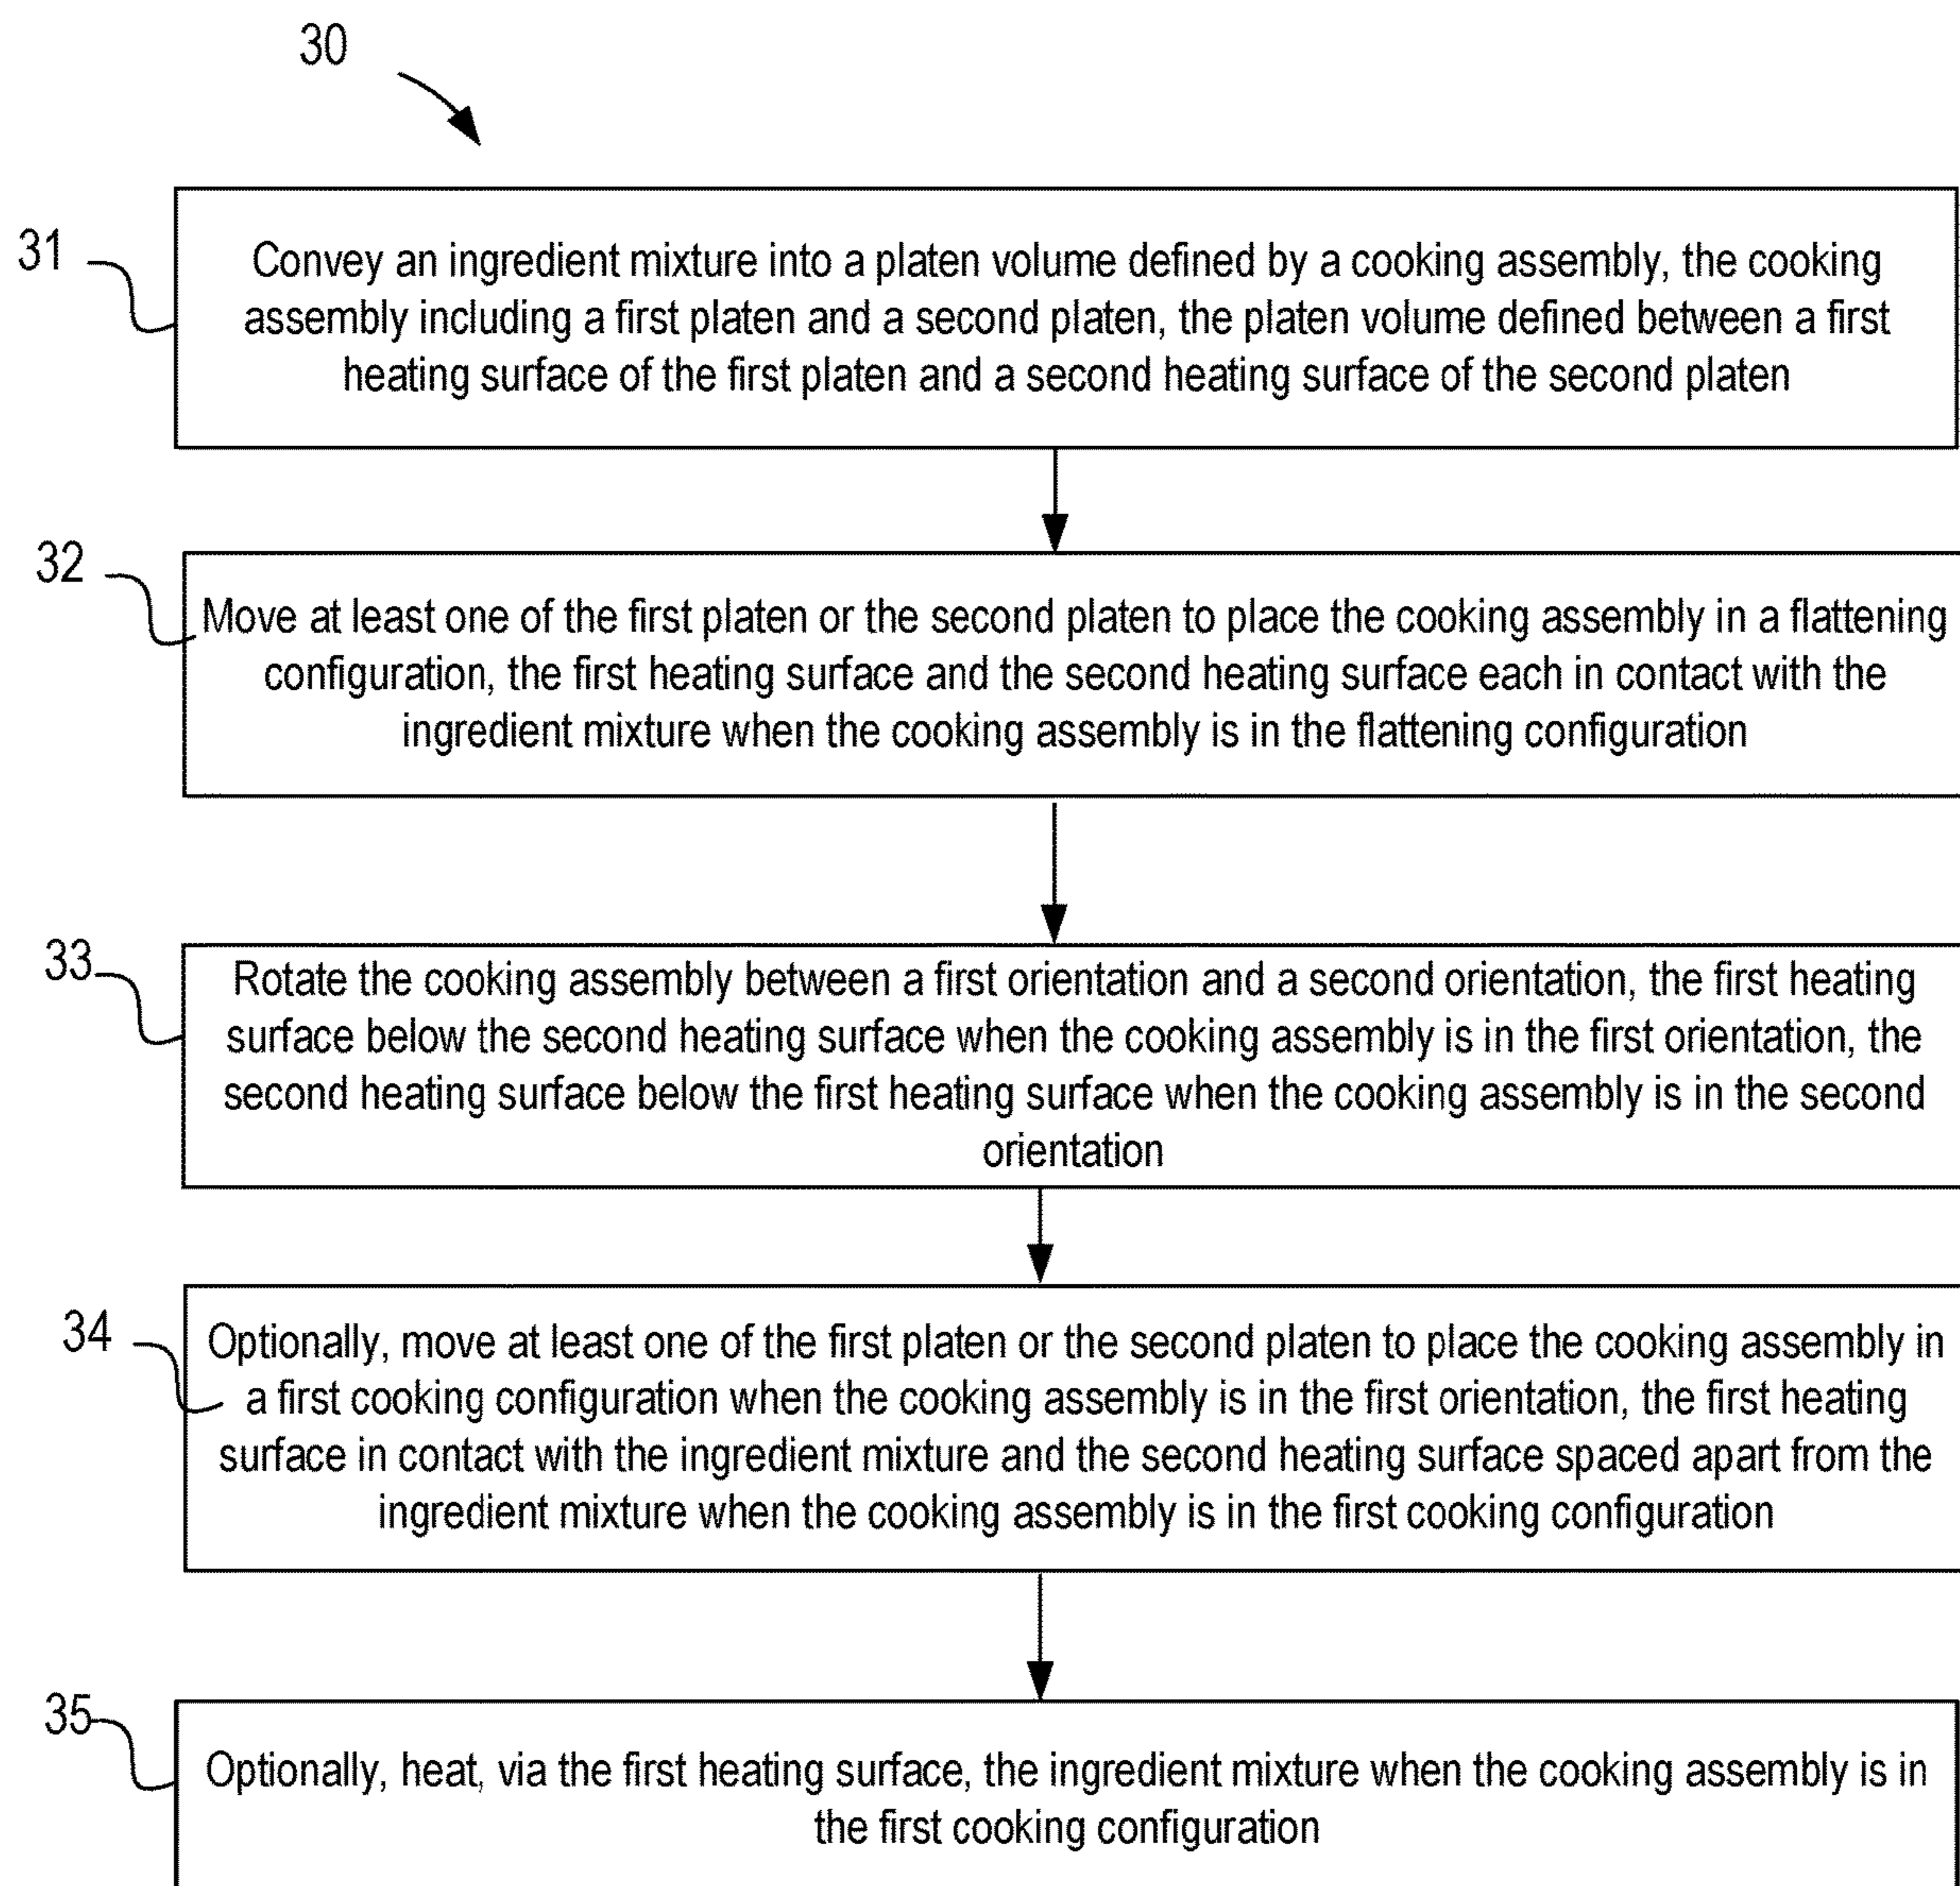 30
31
Convey an ingredient mixture into a platen volume defined by a cooking assembly, the cooking
assembly including a first platen and a second platen, the platen volume defined between a first
heating surface of the first platen and a second heating surface of the second platen
32
Move at least one of the first platen or the second platen to place the cooking assembly in a flattening
configuration, the first heating surface and the second heating surface each in contact with the
ingredient mixture when the cooking assembly is in the flattening configuration
33
Rotate the cooking assembly between a first orientation and a second orientation, the first heating
surface below the second heating surface when the cooking assembly is in the first orientation, the
second heating surface below the first heating surface when the cooking assembly is in the second
orientation
34
Optionally, move at least one of the first platen or the second platen to place the cooking assembly in
a first cooking configuration when the cooking assembly is in the first orientation, the first heating
surface in contact with the ingredient mixture and the second heating surface spaced apart from the
ingredient mixture when the cooking assembly is in the first cooking configuration
35
Optionally, heat, via the first heating surface, the ingredient mixture when the cooking assembly is in
the first cooking configuration